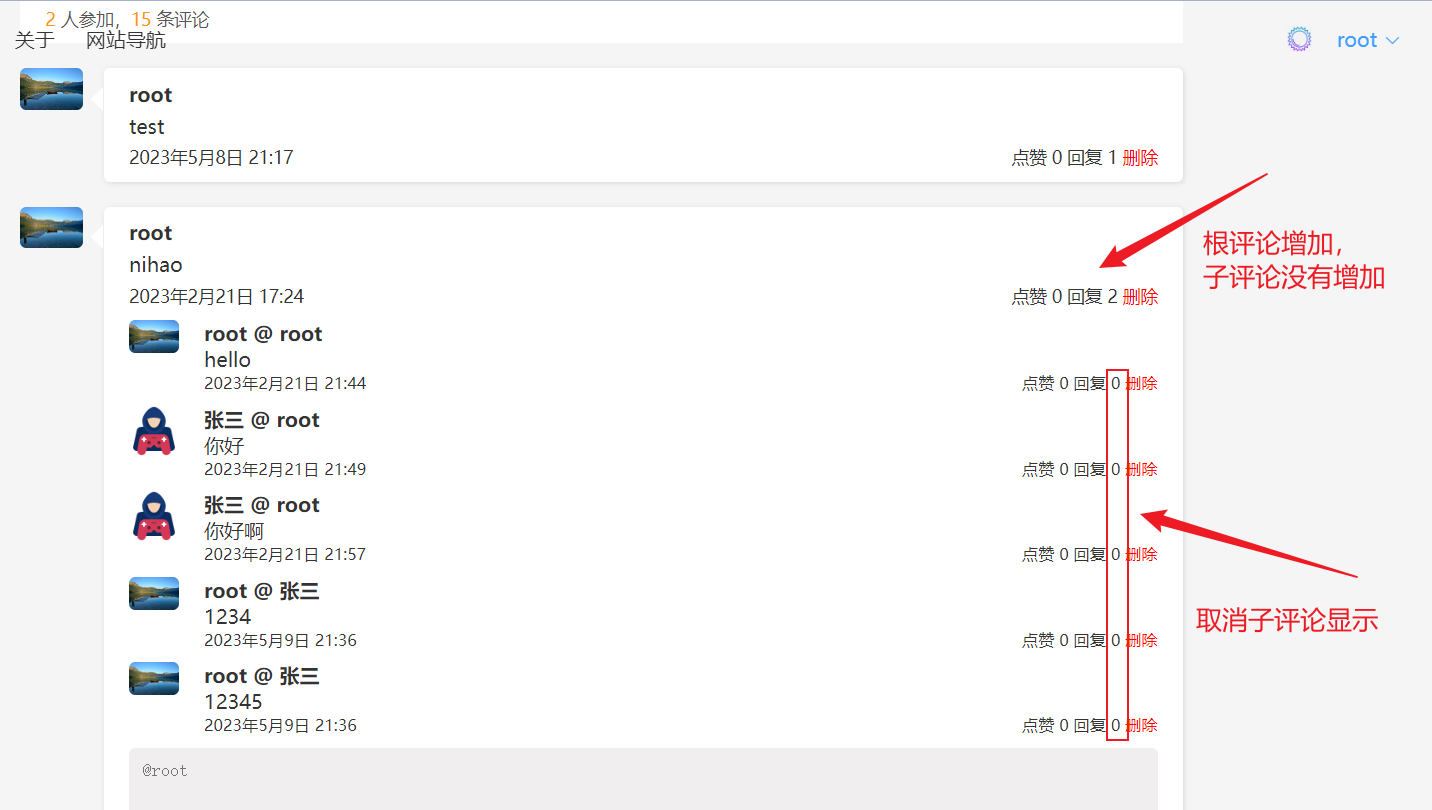 2 人参加，15 条评论
关于 网站导航 root
root
test
2023年5月8日 21:17 点赞 0 回复 1 删除
root
nihao
2023年2月21日 17:24 点赞 0 回复 2 删除
根评论增加，
子评论没有增加
root @ root
hello
2023年2月21日 21:44 点赞 0 回复 0 删除
张三 @ root
你好
2023年2月21日 21:49 点赞 0 回复 0 删除
张三 @ root
你好啊
2023年2月21日 21:57 点赞 0 回复 0 删除
root @ 张三
1234
2023年5月9日 21:36 点赞 0 回复 0 删除
取消子评论显示
root @ 张三
12345
2023年5月9日 21:36 点赞 0 回复 0 删除
@root